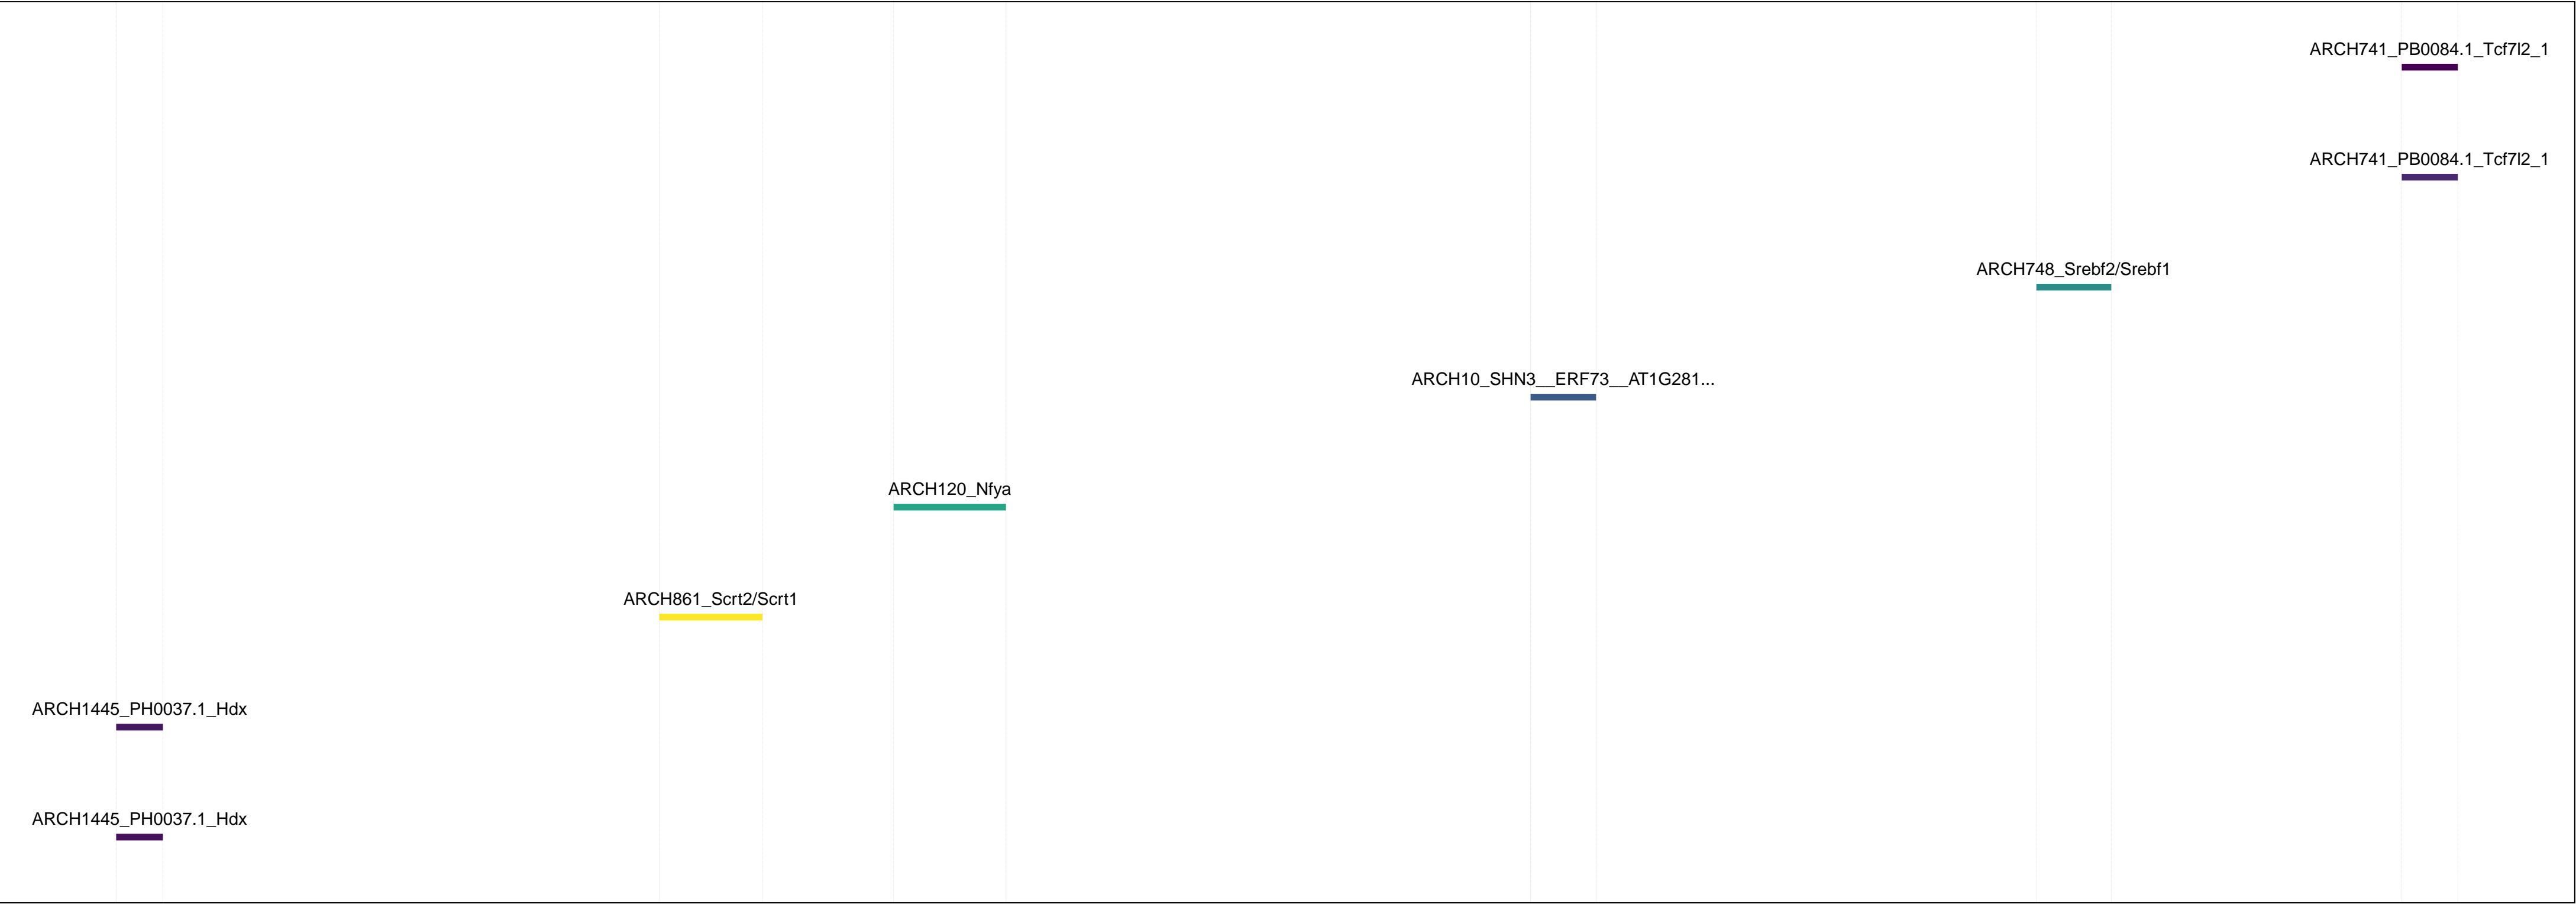 ARCH741_PB0084.1_Tcf7l2_1
ARCH741_PB0084.1_Tcf7l2_1
ARCH748_Srebf2/Srebf1
ARCH10_SHN3__ERF73__AT1G281...
ARCH120_Nfya
ARCH861_Scrt2/Scrt1
ARCH1445_PH0037.1_Hdx
ARCH1445_PH0037.1_Hdx